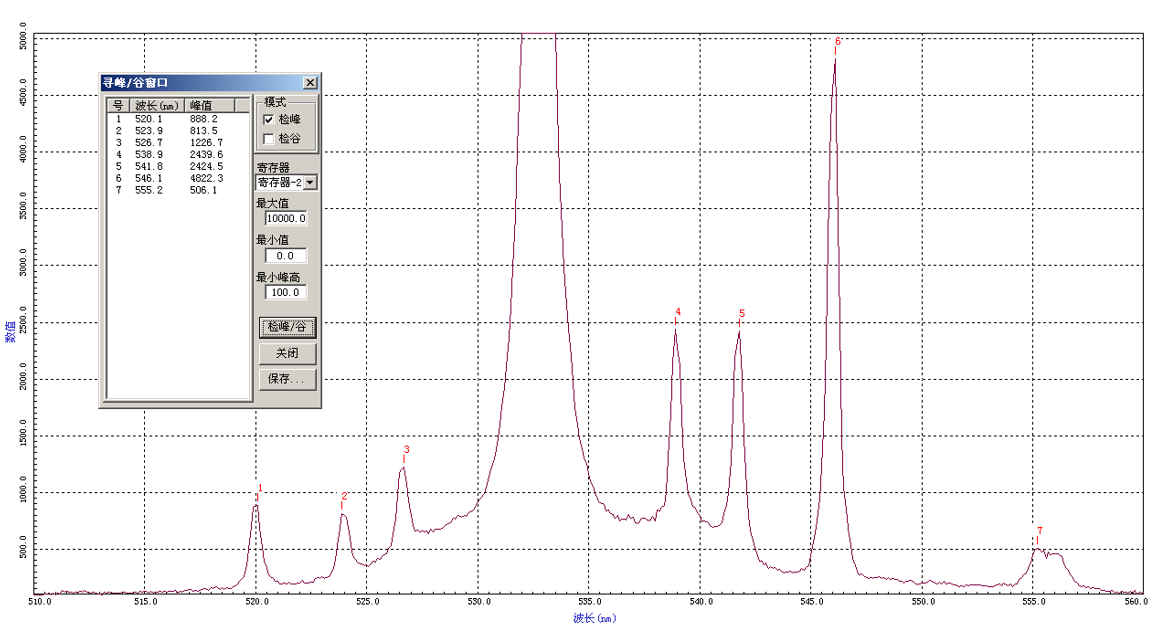 寻峰/谷窗口
号 波长(nm) 峰值
1 520.1 888.2
2 523.9 813.5
3 526.7 1226.7
4 538.9 2439.6
5 541.8 2424.5
6 546.1 4822.3
7 555.2 506.1
模式
检峰
检谷
寄存器
寄存器-2
最大值
10000.0
最小值
0.0
最小峰高
100.0
检峰/谷
关闭
保存...
5000.0
4500.0
4000.0
3500.0
3000.0
2500.0
2000.0
1500.0
1000.0
500.0
数值
1
2
3
4
5
6
7
510.0 515.0 520.0 525.0 530.0 535.0 540.0 545.0 550.0 555.0 560.0
波长(nm)